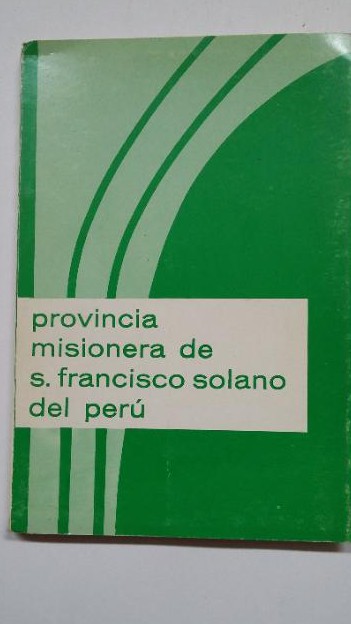 provincia
misionera de
s. francisco solano
del perú